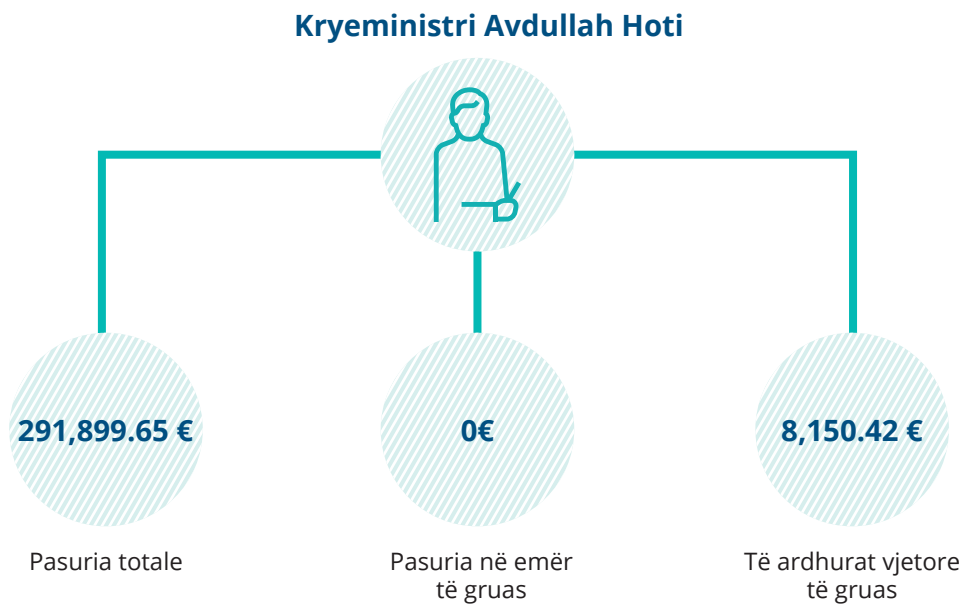 Kryeministri Avdullah Hoti
291,899.65 €
0€
8,150.42 €
Pasuria totale
Pasuria në emër
të gruas
Të ardhurat vjetore
të gruas